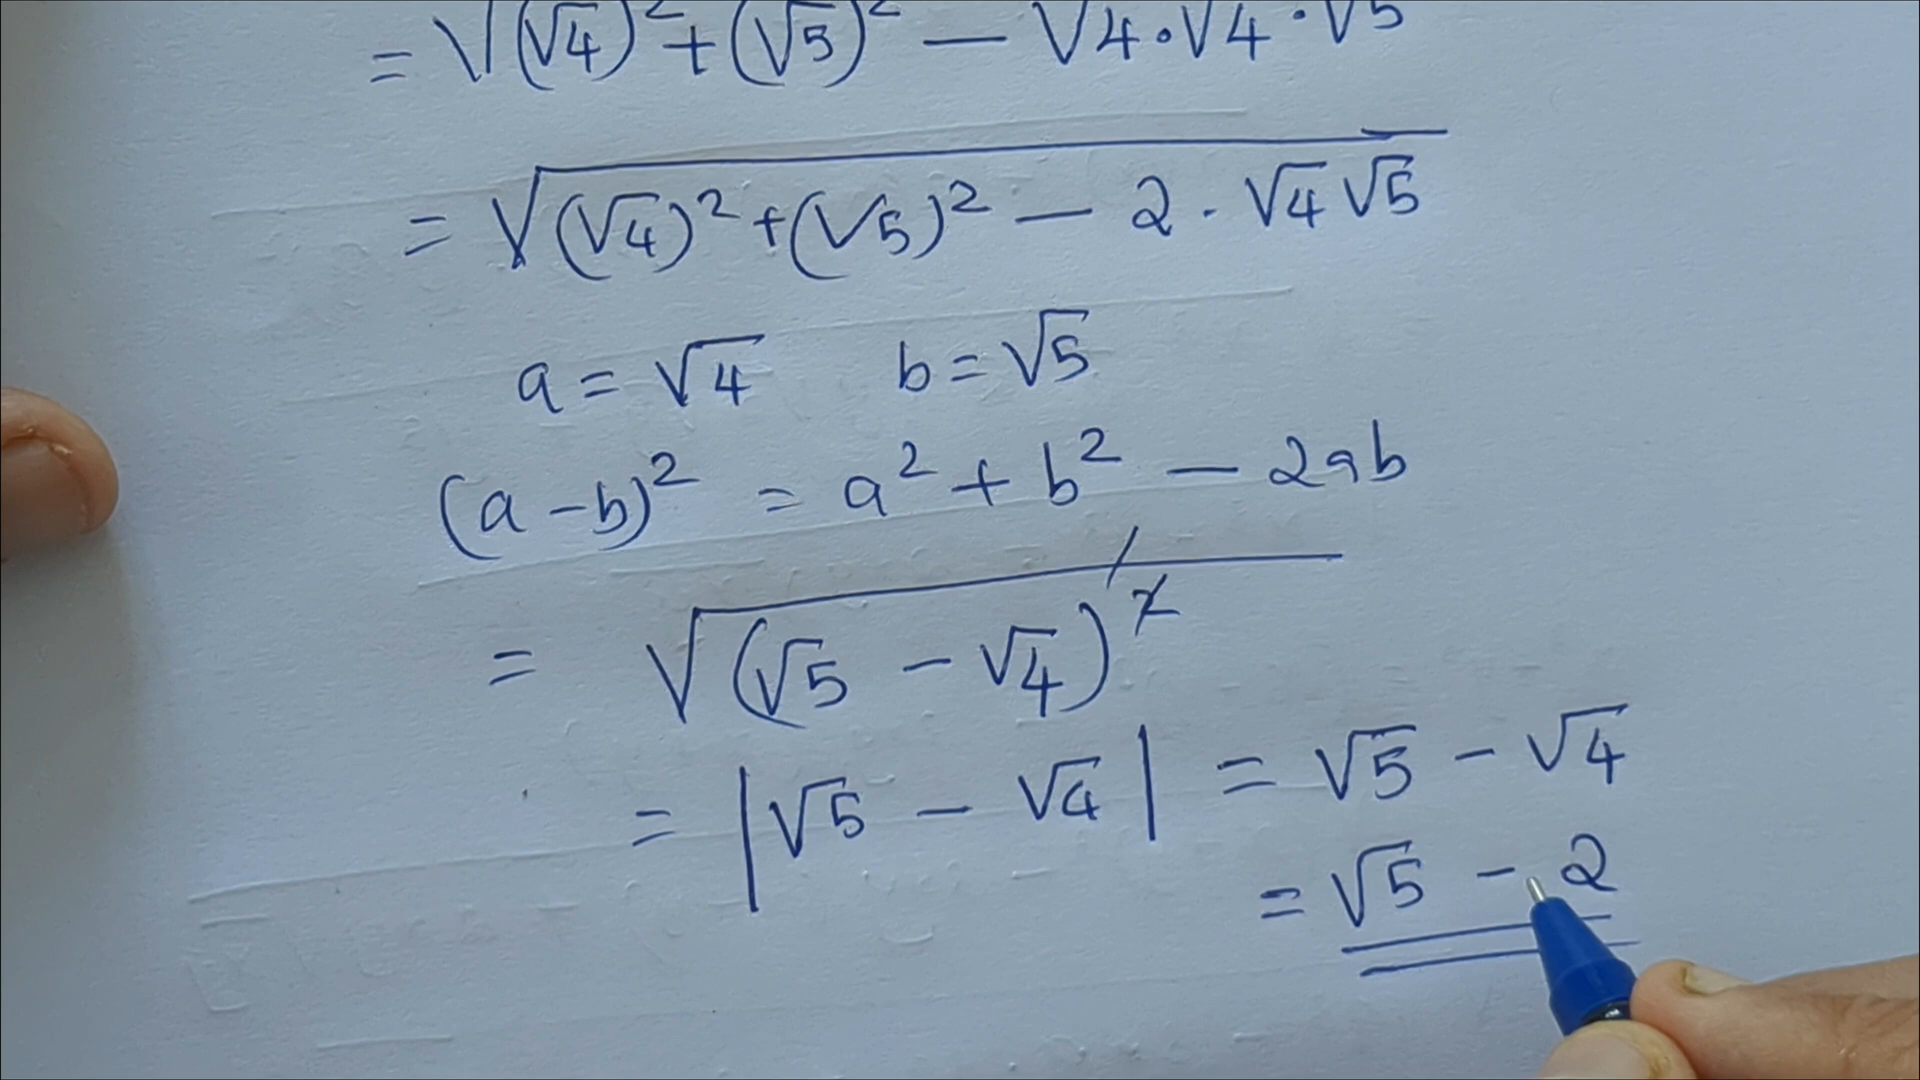 = √(√4)² + (√5)² − √4·√4·√5
= √(√4)² + (√5)² − 2·√4 √5
a = √4 b = √5
(a − b)² = a² + b² − 2ab
= √(√5 − √4)²
= |√5 − √4| = √5 − √4
= √5 − 2